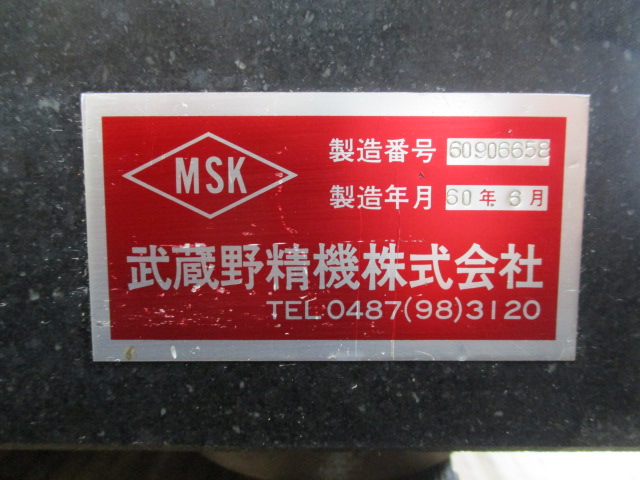 MSK
製造番号 60906658
製造年月 60年 6月
武蔵野精機株式会社
TEL 0487(98)3120